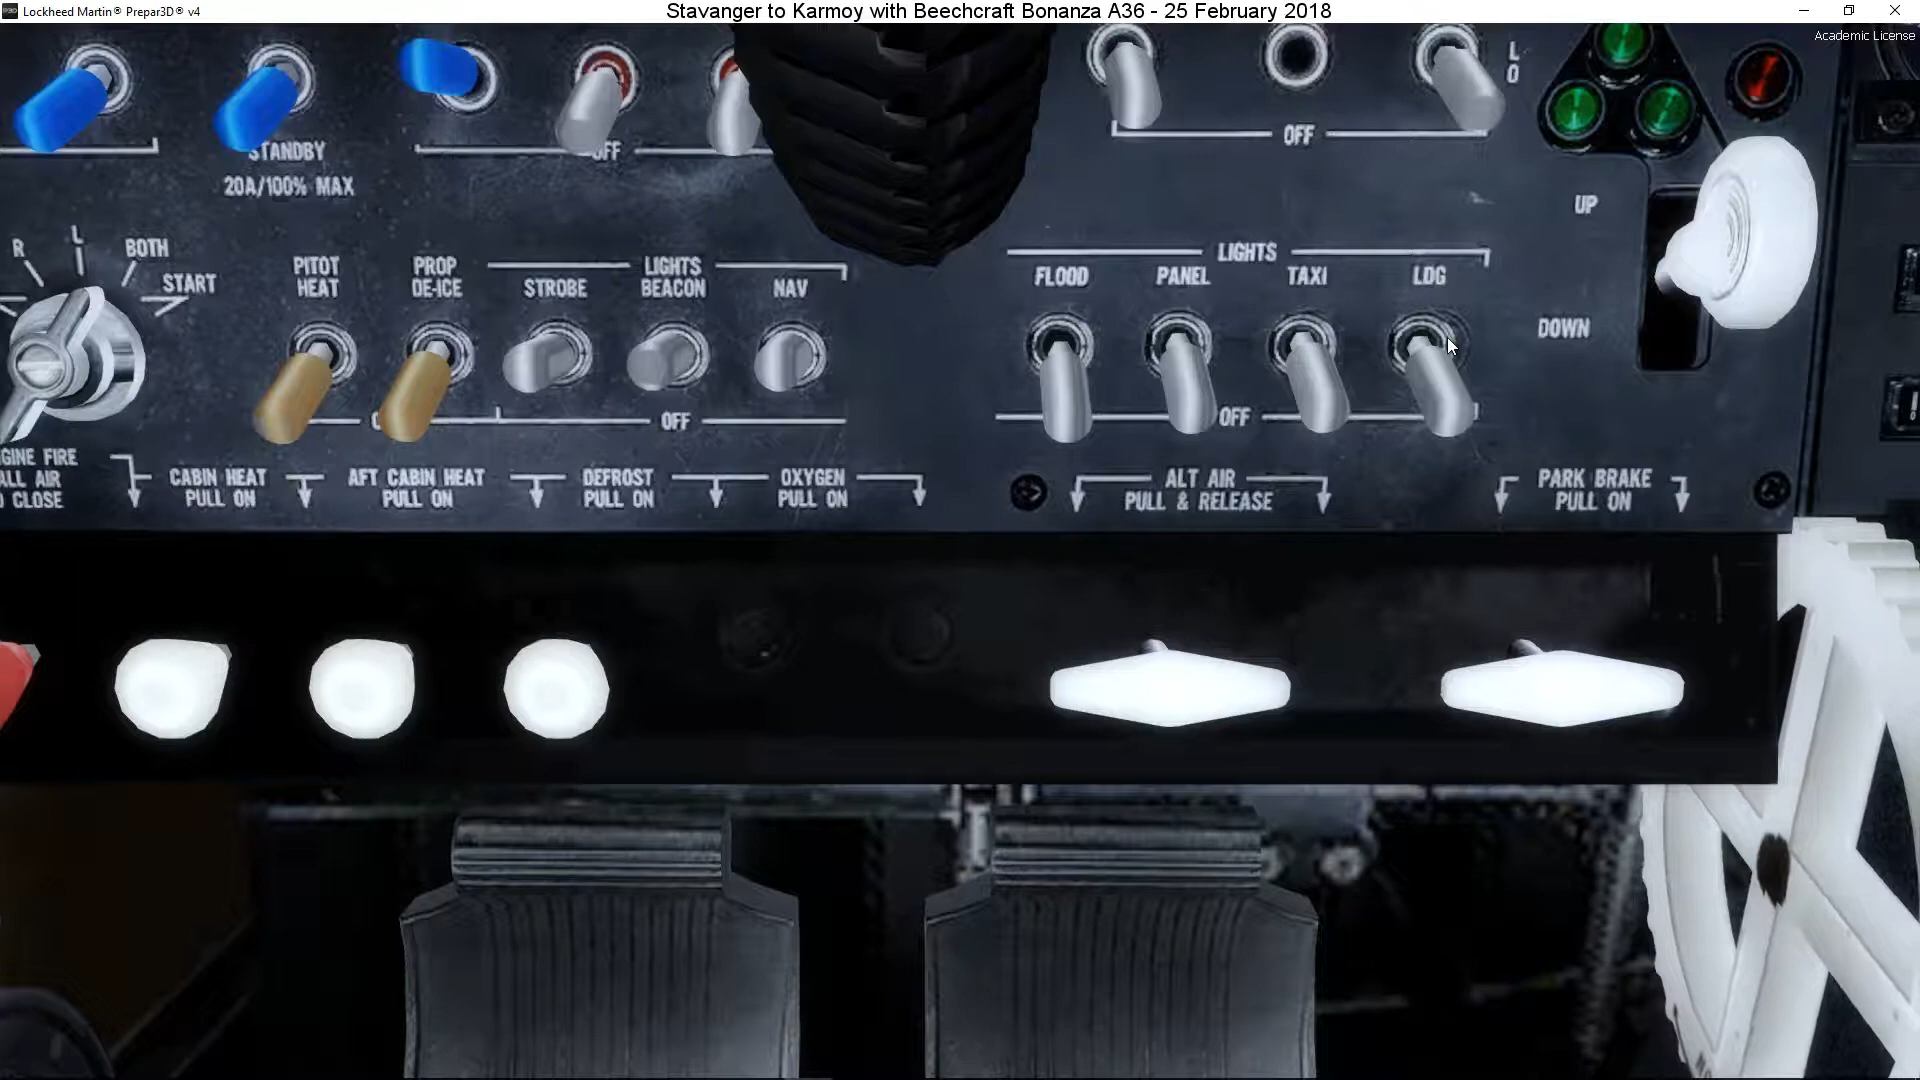 Lockheed Martin® Prepar3D® v4
Stavanger to Karmoy with Beechcraft Bonanza A36 - 25 February 2018
Academic License
L
O
OFF
STANDBY
20A/100% MAX
UP
R
L
BOTH
START
PITOT
HEAT
PROP
DE-ICE
LIGHTS
STROBE
BEACON
NAV
LIGHTS
FLOOD
PANEL
TAXI
LDG
DOWN
OFF
OFF
GINE FIRE
ALL AIR
CLOSE
CABIN HEAT
PULL ON
AFT CABIN HEAT
PULL ON
DEFROST
PULL ON
OXYGEN
PULL ON
ALT AIR
PULL & RELEASE
PARK BRAKE
PULL ON